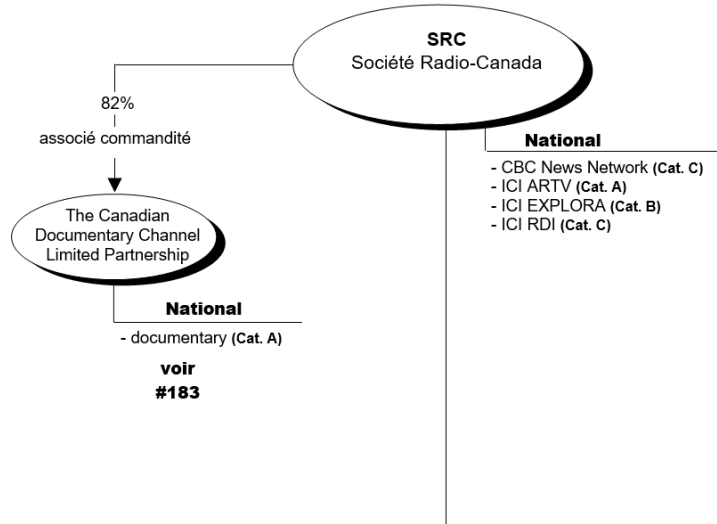 SRC
Société Radio-Canada
82%
associé commandité
The Canadian
Documentary Channel
Limited Partnership
National
- documentary (Cat. A)
voir
#183
National
- CBC News Network (Cat. C)
- ICI ARTV (Cat. A)
- ICI EXPLORA (Cat. B)
- ICI RDI (Cat. C)